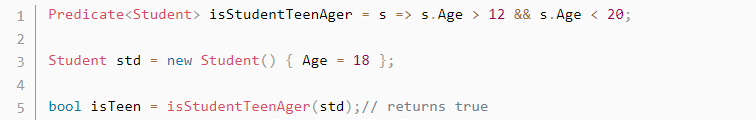 1 Predicate<Student> isStudentTeenAger = s => s.Age > 12 && s.Age < 20;
2
3 Student std = new Student() { Age = 18 };
4
5 bool isTeen = isStudentTeenAger(std);// returns true